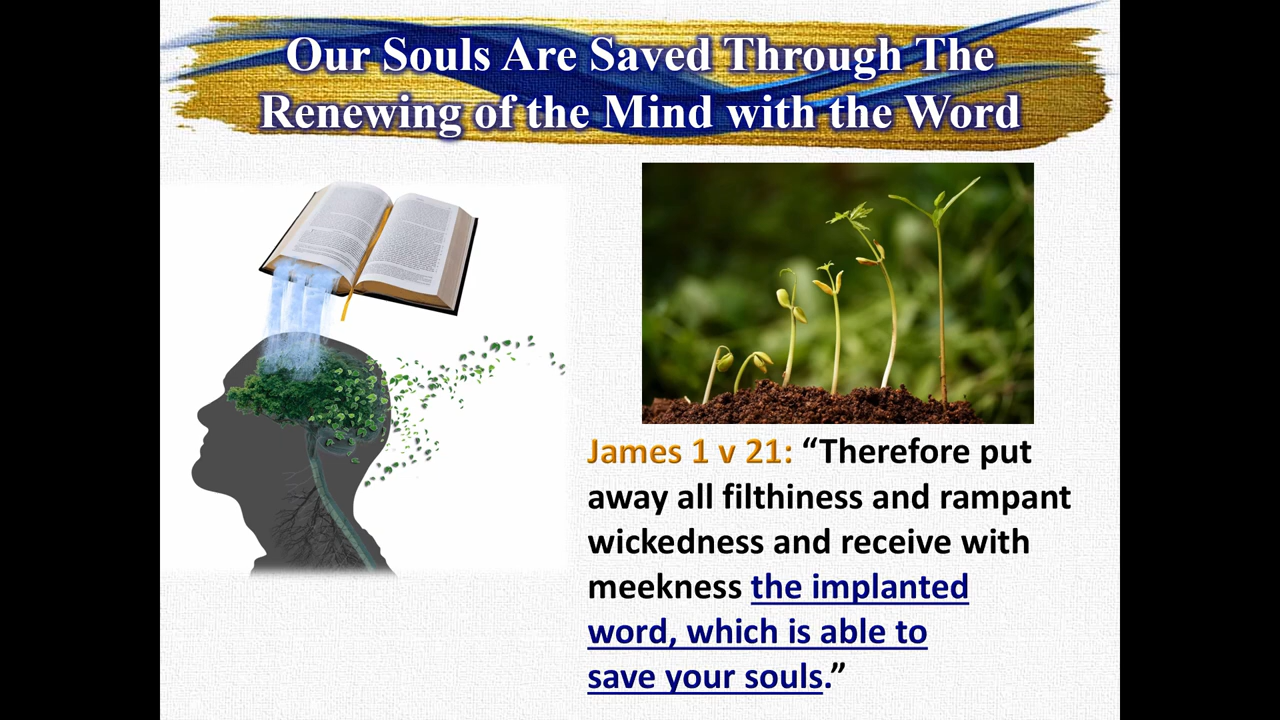 Our Souls Are Saved Through The
Renewing of the Mind with the Word
James 1 v 21: “Therefore put
away all filthiness and rampant
wickedness and receive with
meekness the implanted
word, which is able to
save your souls.”